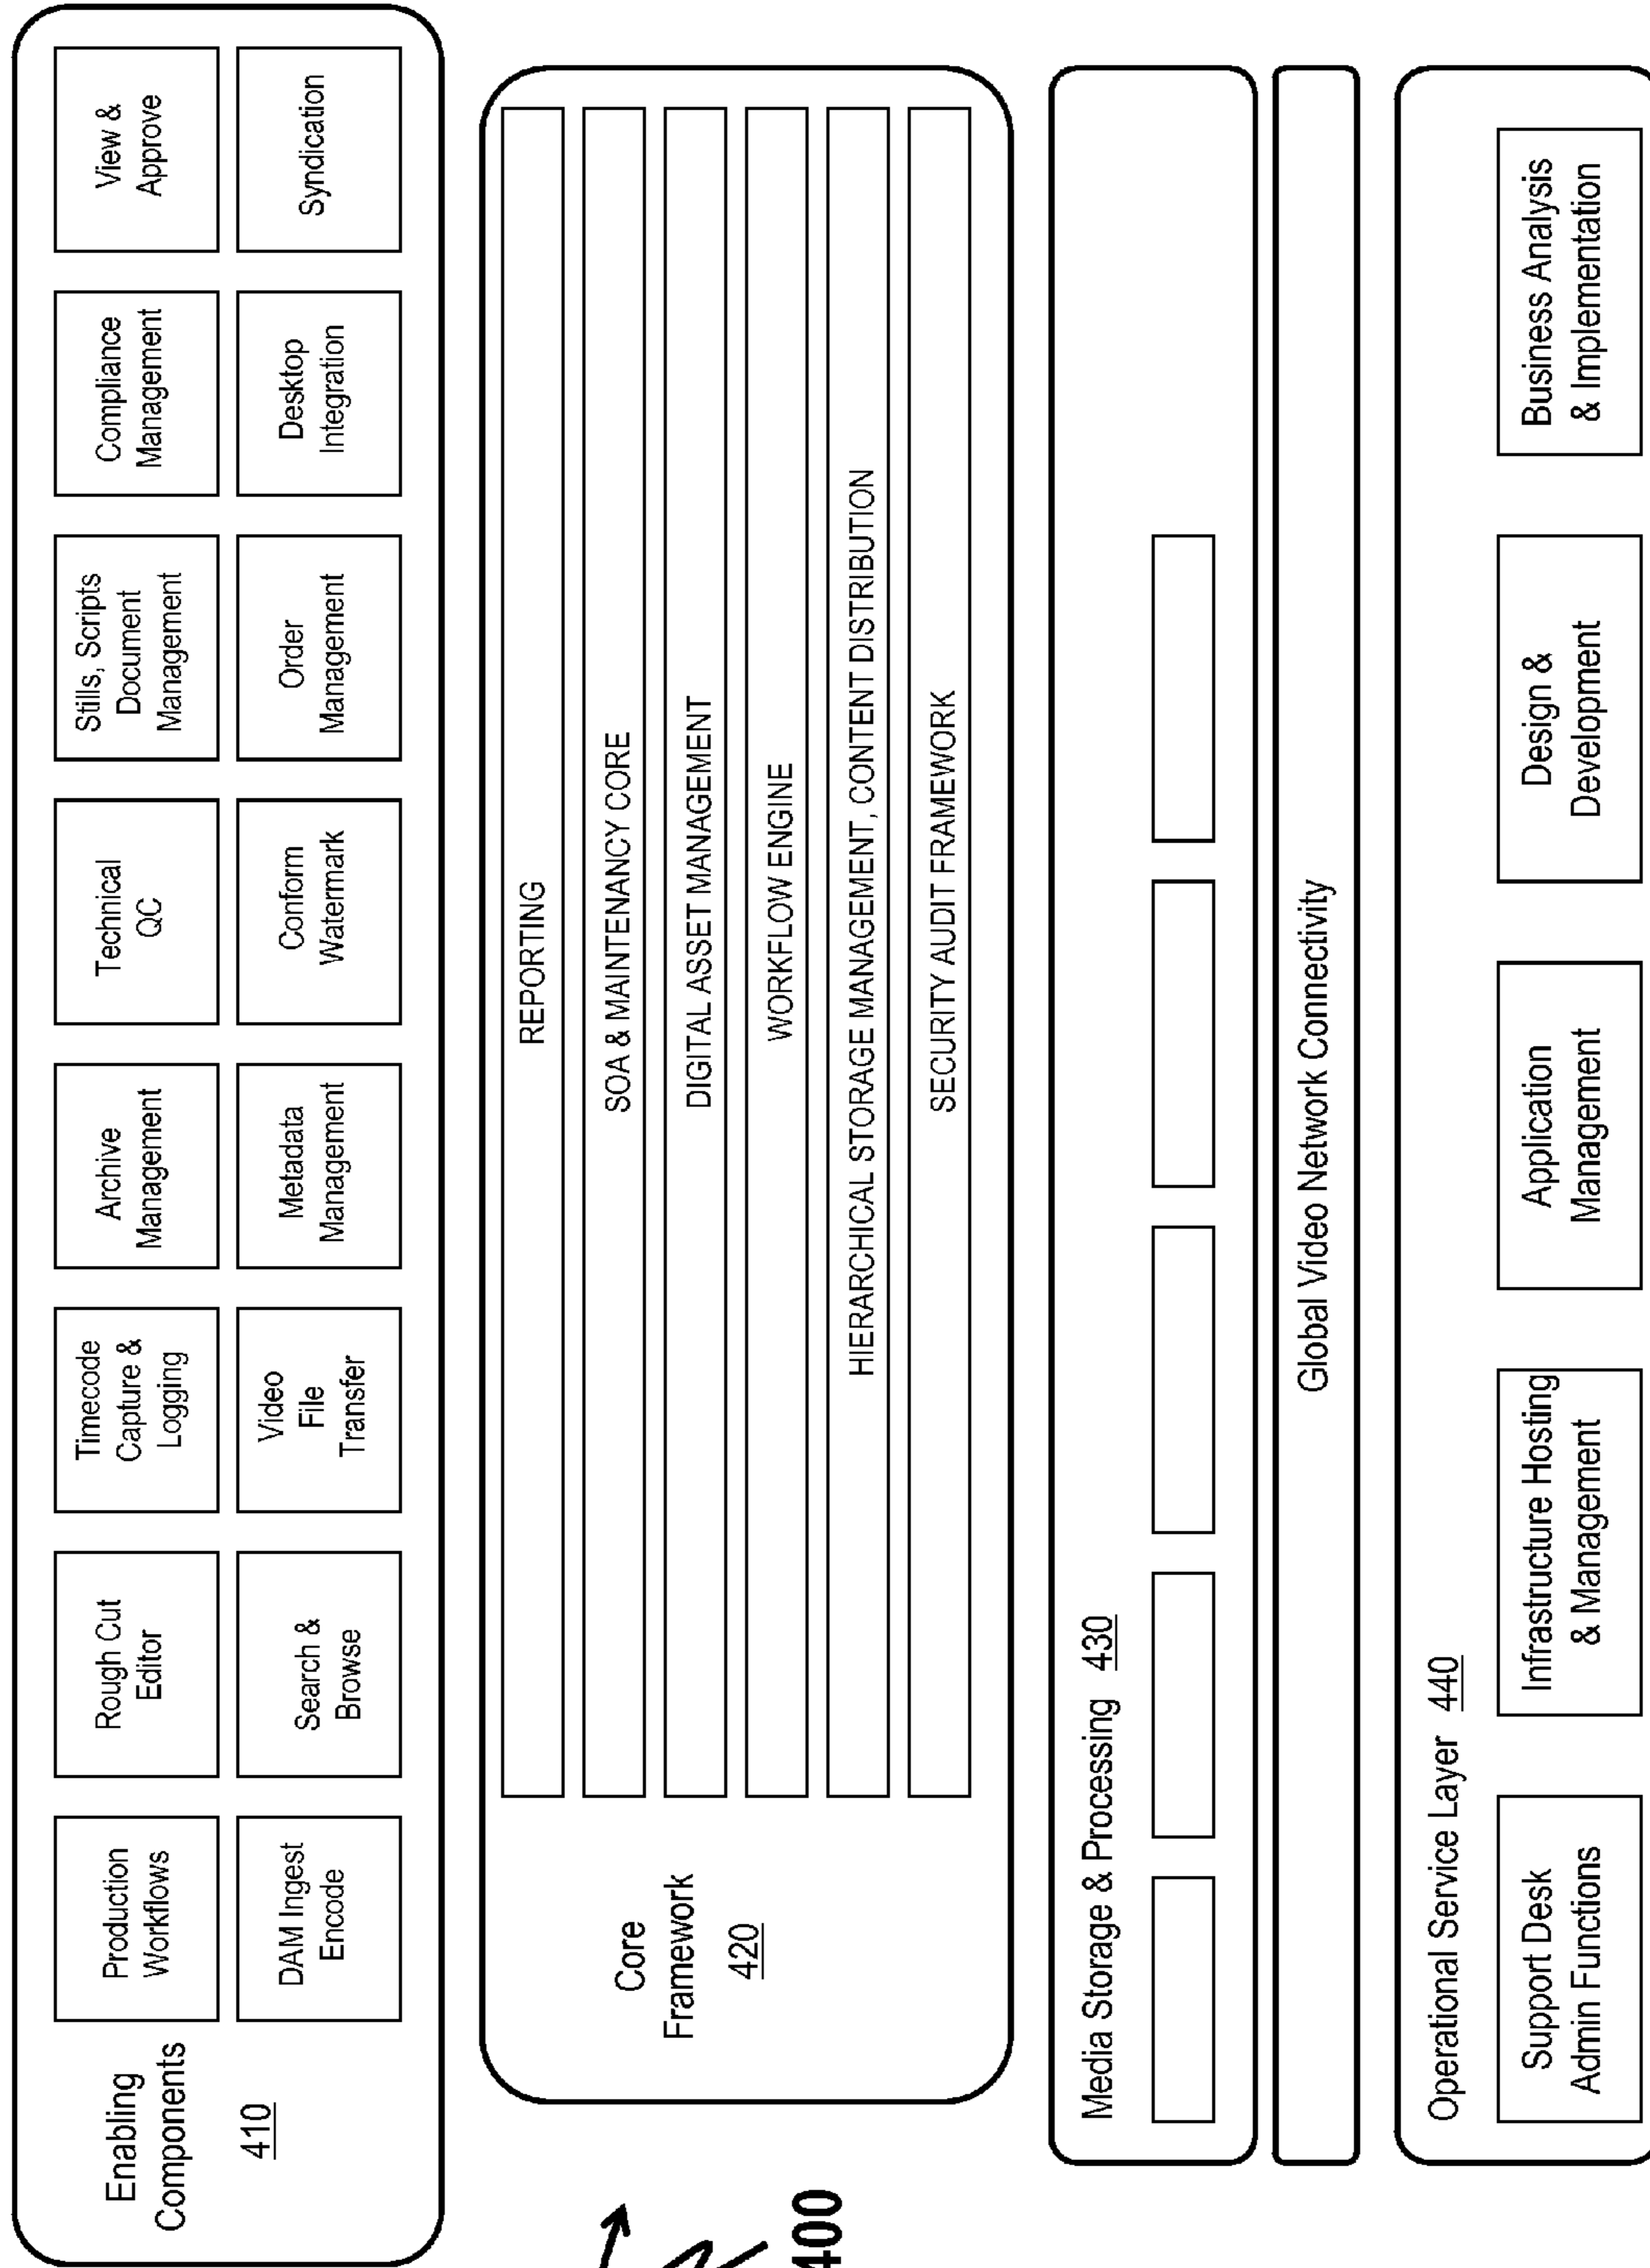 Enabling
Components
410
Production
Workflows
Rough Cut
Editor
Timecode
Capture &
Logging
Archive
Management
Technical
QC
Stills, Scripts
Document
Management
Compliance
Management
View &
Approve
DAM Ingest
Encode
Search &
Browse
Video
File
Transfer
Metadata
Management
Conform
Watermark
Order
Management
Desktop
Integration
Syndication
400
Core
Framework
420
REPORTING
SOA & MAINTENANCY CORE
DIGITAL ASSET MANAGEMENT
WORKFLOW ENGINE
HIERARCHICAL STORAGE MANAGEMENT, CONTENT DISTRIBUTION
SECURITY AUDIT FRAMEWORK
Media Storage & Processing 430
Global Video Network Connectivity
Operational Service Layer 440
Support Desk
Admin Functions
Infrastructure Hosting
& Management
Application
Management
Design &
Development
Business Analysis
& Implementation